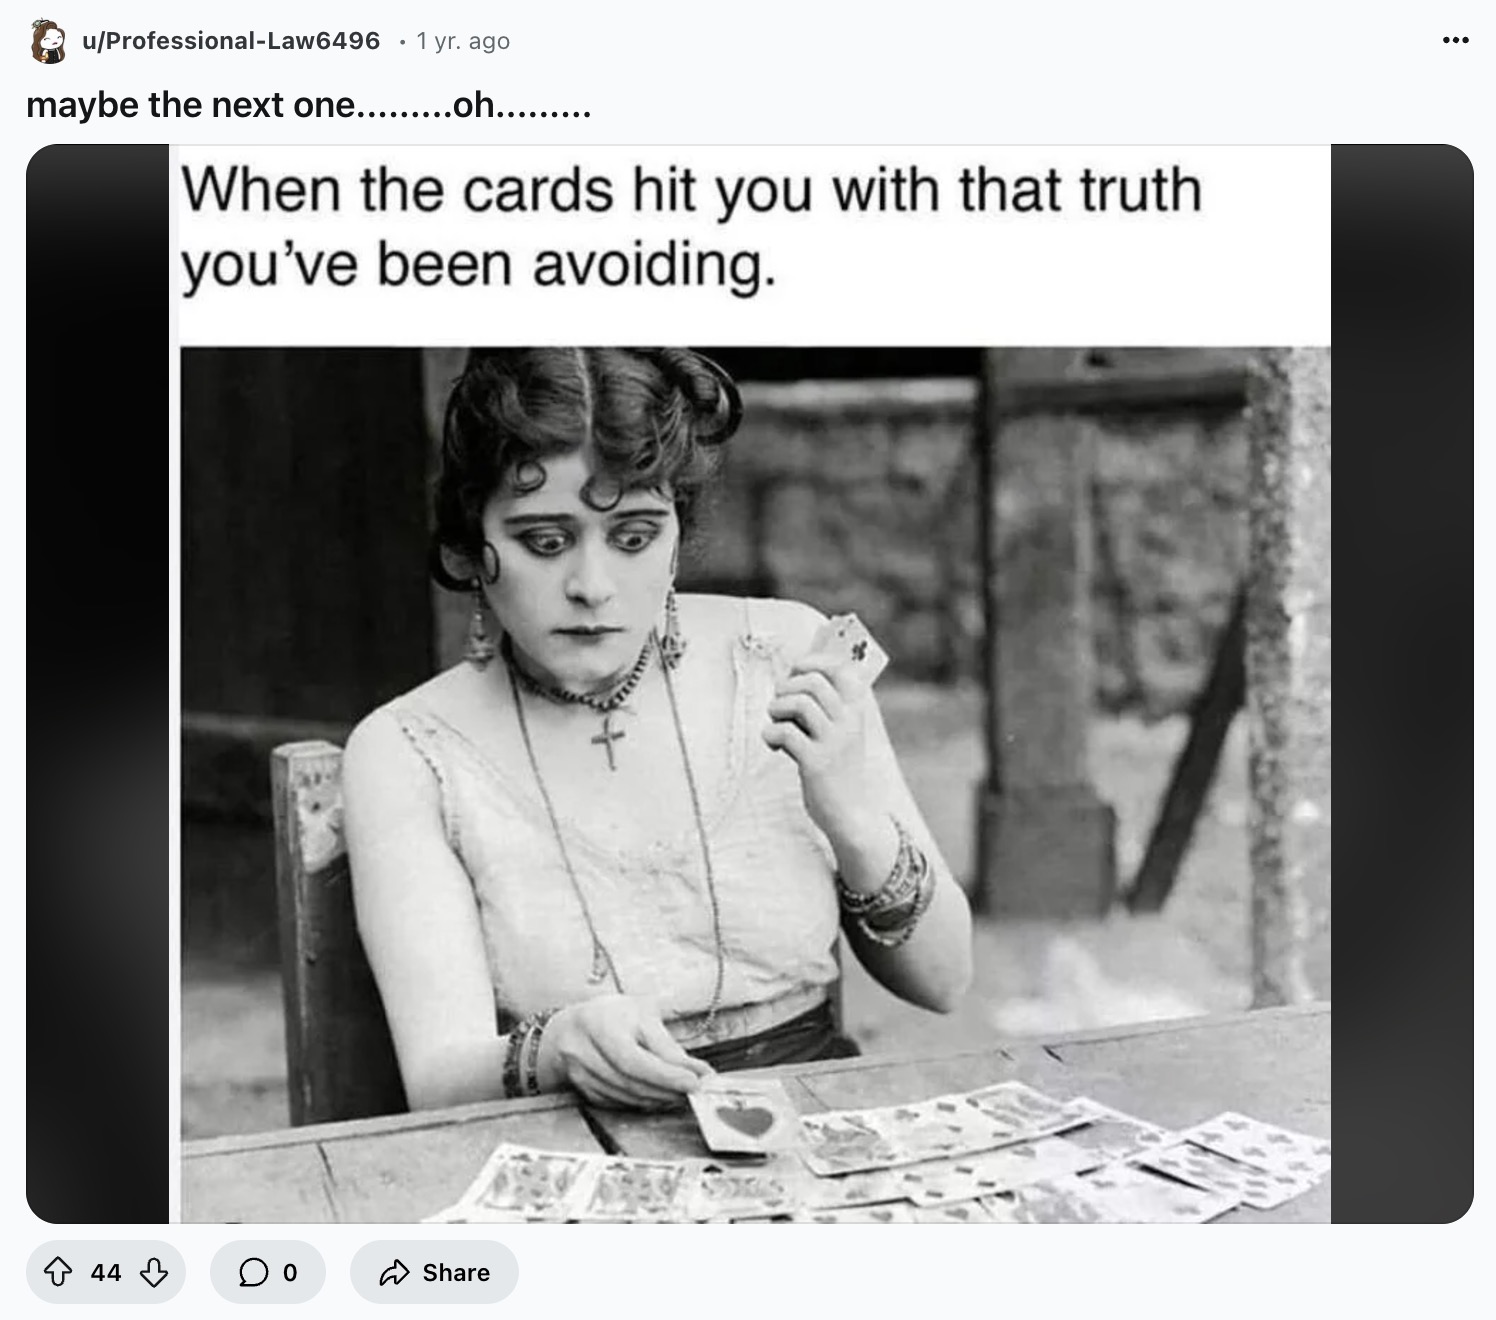 u/Professional-Law6496 • 1 yr. ago
maybe the next one.........oh.........
When the cards hit you with that truth
you’ve been avoiding.
44
0
Share